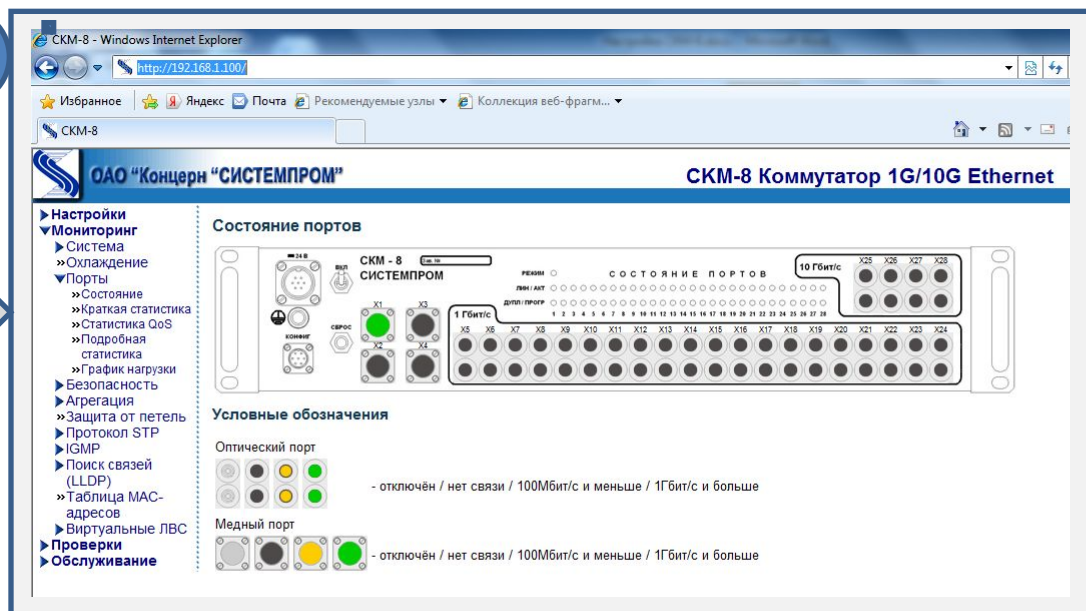 СКМ-8 - Windows Internet Explorer
http://192.168.1.100/
Избранное Яндекс Почта Рекомендуемые узлы Коллекция веб-фрагм...
СКМ-8
ОАО "Концерн "СИСТЕМПРОМ"
СКМ-8 Коммутатор 1G/10G Ethernet
Настройки
Мониторинг
Система
»Охлаждение
Порты
»Состояние
»Краткая статистика
»Статистика QoS
»Подробная
статистика
»График нагрузки
Безопасность
Агрегация
»Защита от петель
Протокол STP
IGMP
Поиск связей
(LLDP)
»Таблица MAC-
адресов
Виртуальные ЛВС
Проверки
Обслуживание
Состояние портов
24 В
ВКЛ
СКМ - 8
СИСТЕМПРОМ
РЕЖИМ
СОСТОЯНИЕ ПОРТОВ
10 Гбит/с
X25 X26 X27 X28
ЛИН / АКТ
ДУПЛ / ПРОГР
1 2 3 4 5 6 7 8 9 10 11 12 13 14 15 16 17 18 19 20 21 22 23 24 25 26 27 28
X1 X3
1 Гбит/с
КОНФИГ
СБРОС
X2 X4
X5 X6 X7 X8 X9 X10 X11 X12 X13 X14 X15 X16 X17 X18 X19 X20 X21 X22 X23 X24
Условные обозначения
Оптический порт
- отключён / нет связи / 100Мбит/с и меньше / 1Гбит/с и больше
Медный порт
- отключён / нет связи / 100Мбит/с и меньше / 1Гбит/с и больше